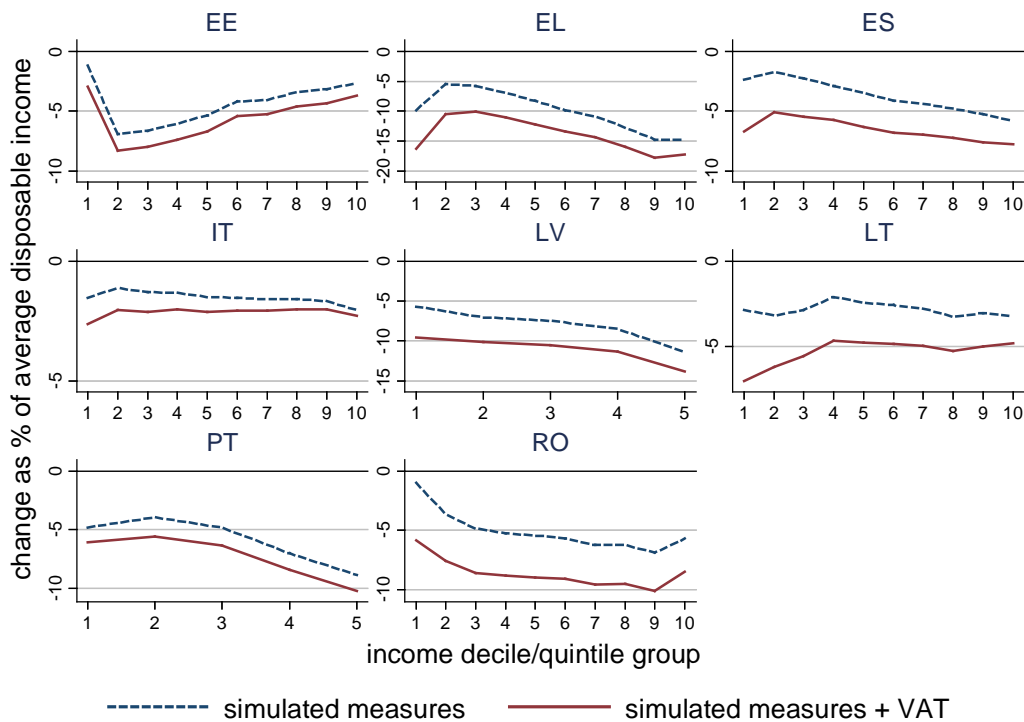 EE EL ES
0 0 0
-5 -5 -5
-10 -10 -10
-15
-20
1 2 3 4 5 6 7 8 9 10 1 2 3 4 5 6 7 8 9 10 1 2 3 4 5 6 7 8 9 10
IT LV LT
0 0 0
-5 -5 -5
-10
-15
1 2 3 4 5 6 7 8 9 10 1 2 3 4 5 1 2 3 4 5 6 7 8 9 10
PT RO
0 0
-5 -5
-10 -10
1 2 3 4 5 1 2 3 4 5 6 7 8 9 10
change as % of average disposable income
income decile/quintile group
simulated measures simulated measures + VAT